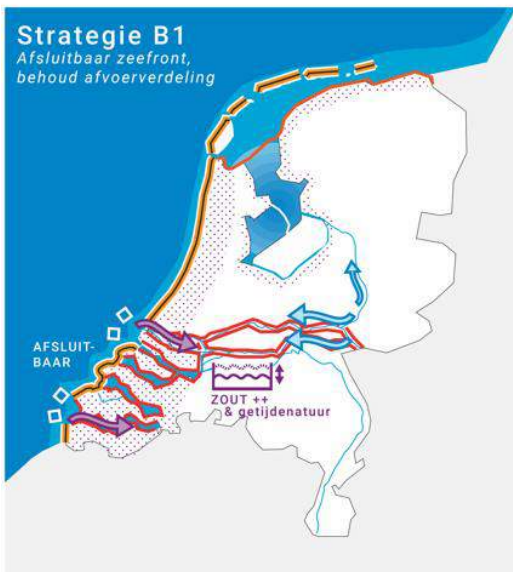 Strategie B1
Afsluitbaar zeefront,
behoud afvoerverdeling
AFSLUIT-
BAAR
ZOUT ++
& getijdenatuur